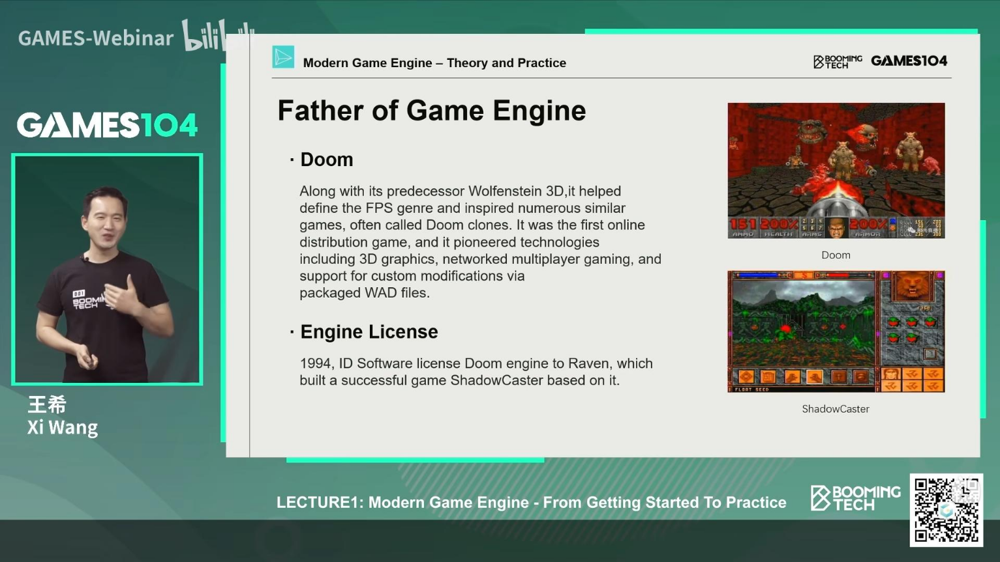 GAMES-Webinar bilibili
Modern Game Engine – Theory and Practice
BOOMING TECH
GAMES104
GAMES104
Father of Game Engine
· Doom
Along with its predecessor Wolfenstein 3D,it helped
define the FPS genre and inspired numerous similar
games, often called Doom clones. It was the first online
distribution game, and it pioneered technologies
including 3D graphics, networked multiplayer gaming, and
support for custom modifications via
packaged WAD files.
· Engine License
1994, ID Software license Doom engine to Raven, which
built a successful game ShadowCaster based on it.
151 200% 200%
AMMO HEALTH ARMS ARMOR
Doom
FLOAT SEED
ShadowCaster
001
BOOMING
TECH
王希
Xi Wang
LECTURE1: Modern Game Engine - From Getting Started To Practice
BOOMING
TECH